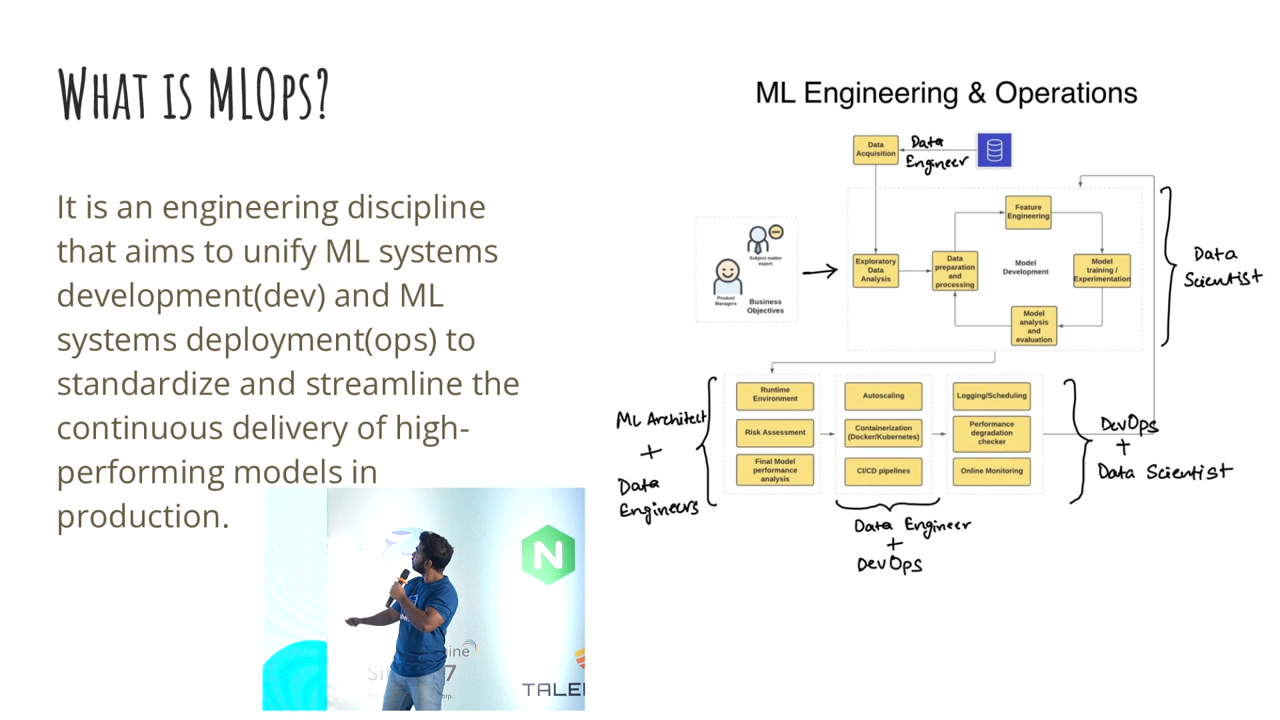 WHAT IS MLOPS?
It is an engineering discipline
that aims to unify ML systems
development(dev) and ML
systems deployment(ops) to
standardize and streamline the
continuous delivery of high-
performing models in
production.
ML Engineering & Operations
Data
Acquisition
Data
Engineer
Feature
Engineering
Subject matter
expert
Product
Managers
Business
Objectives
Exploratory
Data
Analysis
Data
preparation
and
processing
Model
Development
Model
training /
Experimentation
Model
analysis
and
evaluation
Data
Scientist
Runtime
Environment
Risk Assessment
Final Model
performance
analysis
Autoscaling
Containerization
(Docker/Kubernetes)
CI/CD pipelines
Logging/Scheduling
Performance
degradation
checker
Online Monitoring
ML Architect
+
Data
Engineers
DevOps
+
Data Scientist
Data Engineer
+
DevOps
N
ine
Si
7
TALE